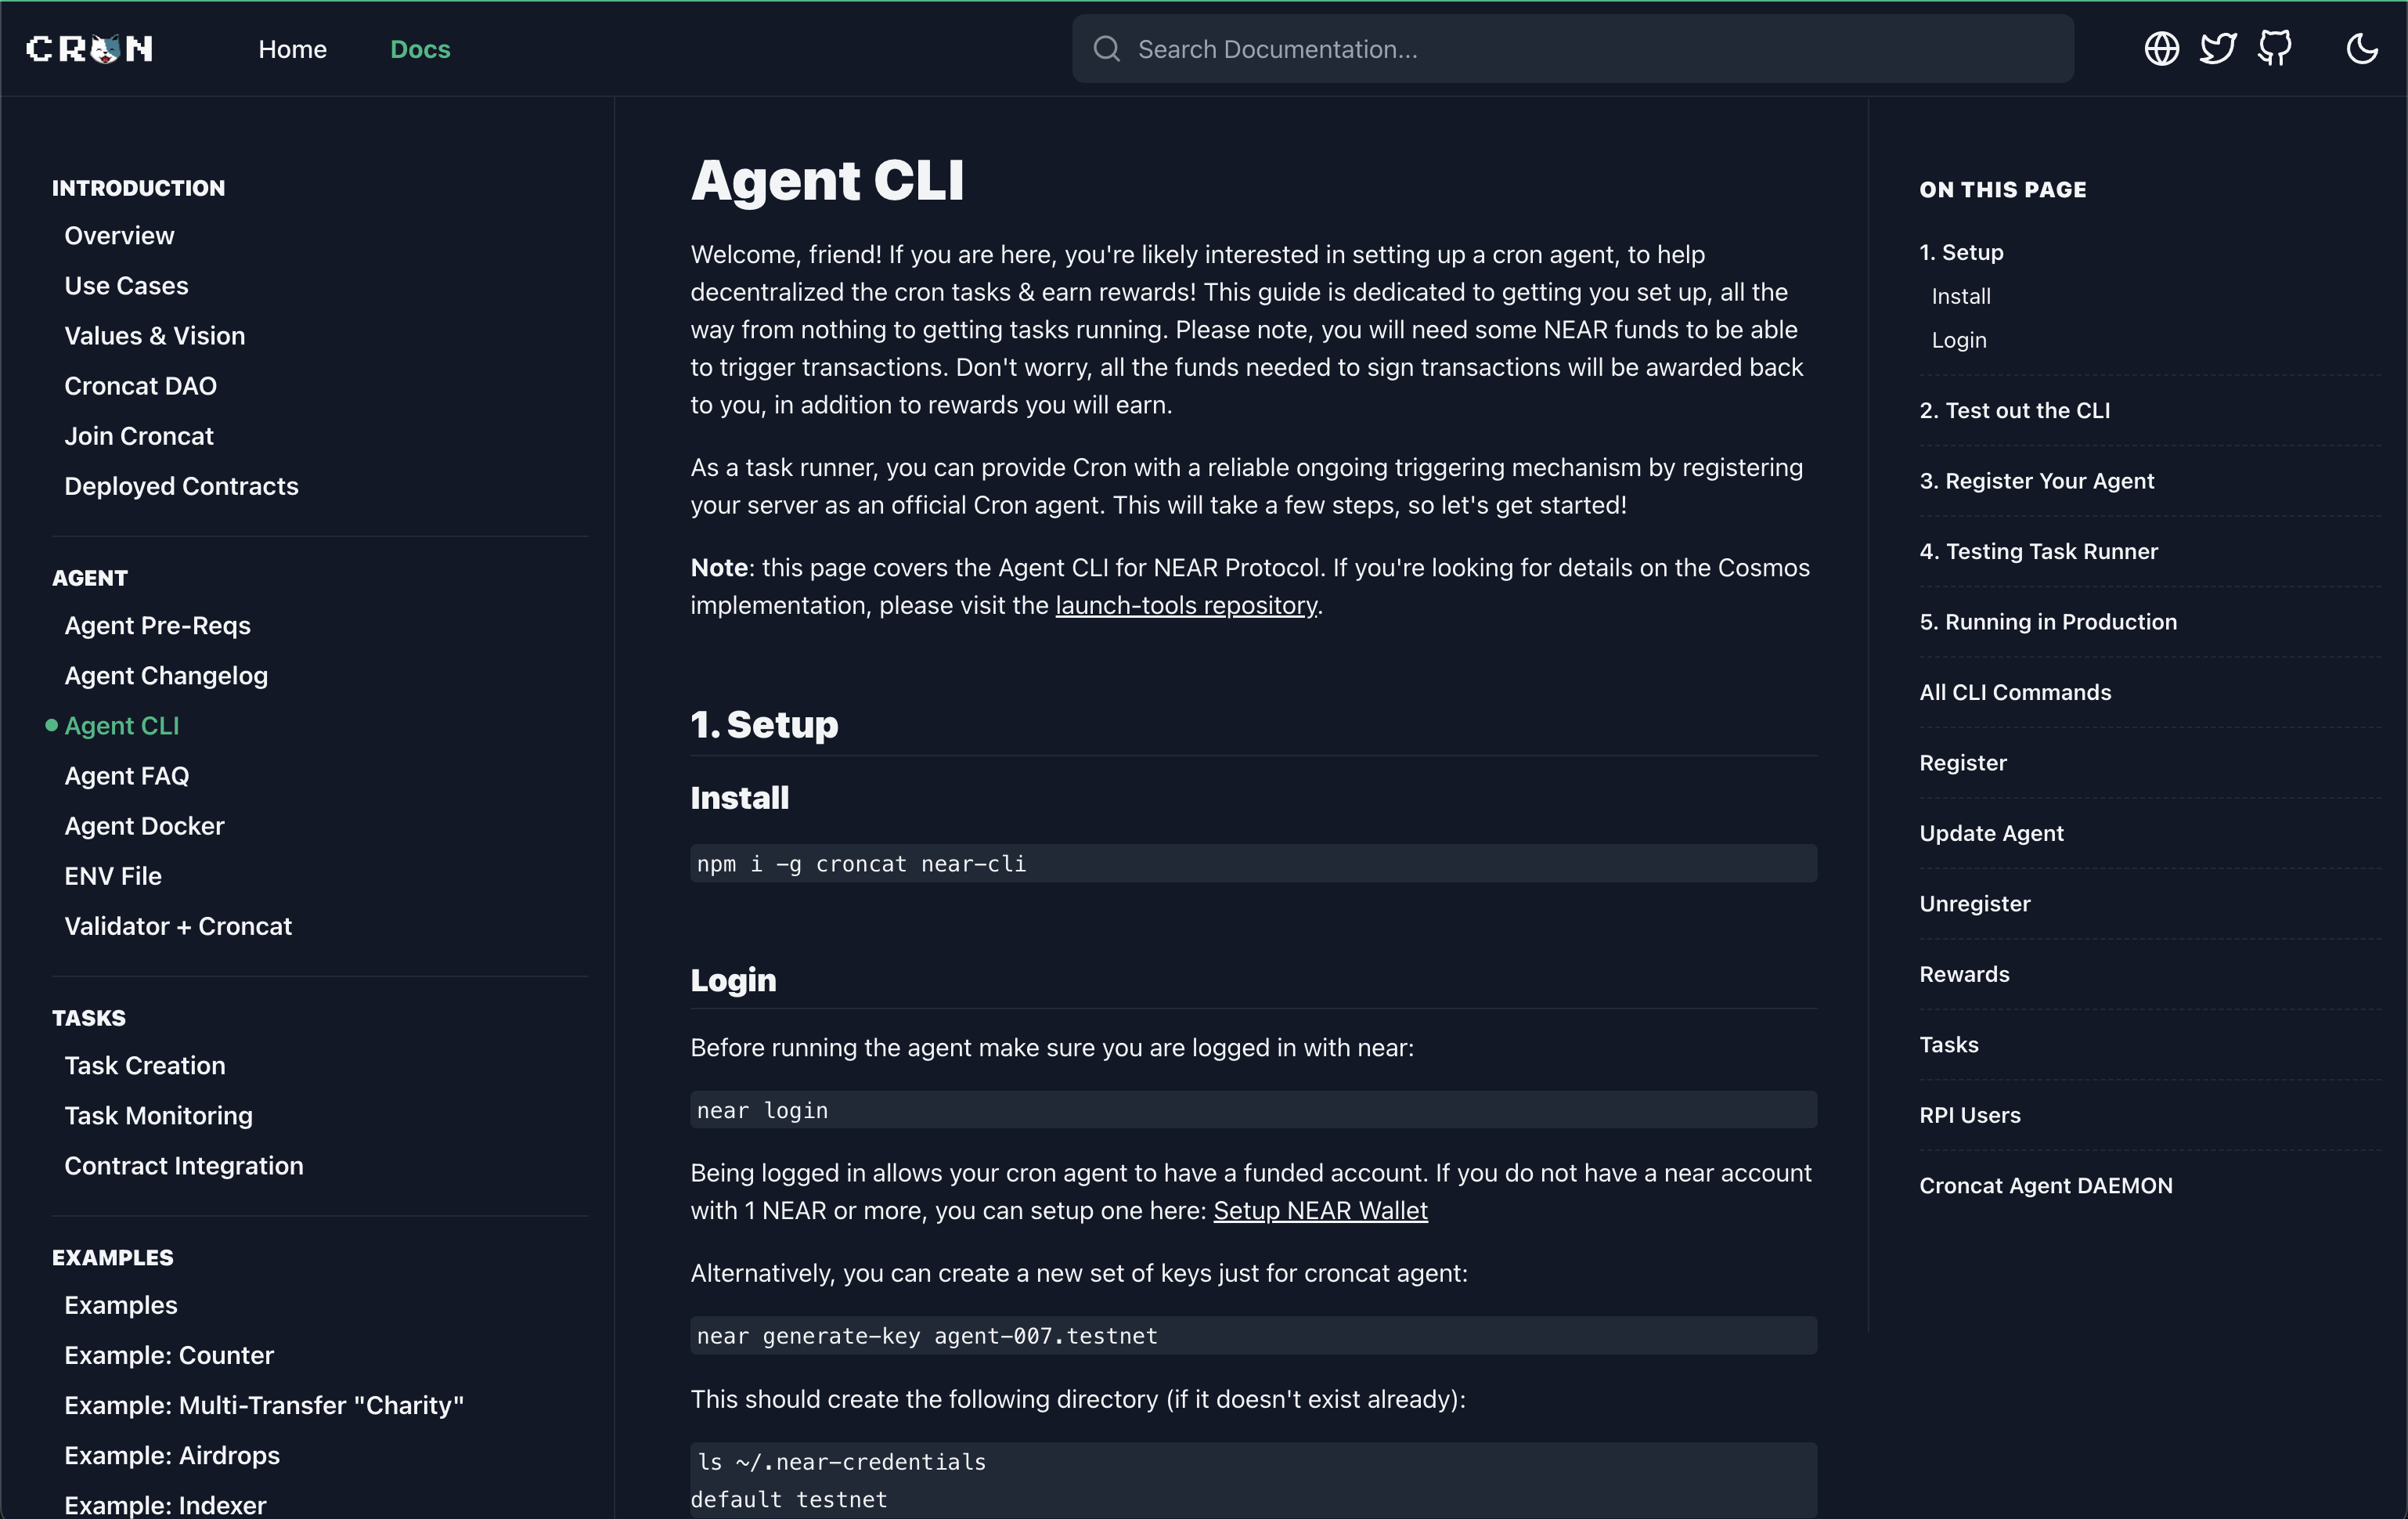 CRON
Home
Docs
Search Documentation...
INTRODUCTION
Overview
Use Cases
Values & Vision
Croncat DAO
Join Croncat
Deployed Contracts
AGENT
Agent Pre-Reqs
Agent Changelog
Agent CLI
Agent FAQ
Agent Docker
ENV File
Validator + Croncat
TASKS
Task Creation
Task Monitoring
Contract Integration
EXAMPLES
Examples
Example: Counter
Example: Multi-Transfer "Charity"
Example: Airdrops
Example: Indexer
Agent CLI
Welcome, friend! If you are here, you're likely interested in setting up a cron agent, to help
decentralized the cron tasks & earn rewards! This guide is dedicated to getting you set up, all the
way from nothing to getting tasks running. Please note, you will need some NEAR funds to be able
to trigger transactions. Don't worry, all the funds needed to sign transactions will be awarded back
to you, in addition to rewards you will earn.
As a task runner, you can provide Cron with a reliable ongoing triggering mechanism by registering
your server as an official Cron agent. This will take a few steps, so let's get started!
Note: this page covers the Agent CLI for NEAR Protocol. If you're looking for details on the Cosmos
implementation, please visit the launch-tools repository.
1. Setup
Install
npm i -g croncat near-cli
Login
Before running the agent make sure you are logged in with near:
near login
Being logged in allows your cron agent to have a funded account. If you do not have a near account
with 1 NEAR or more, you can setup one here: Setup NEAR Wallet
Alternatively, you can create a new set of keys just for croncat agent:
near generate-key agent-007.testnet
This should create the following directory (if it doesn't exist already):
ls ~/.near-credentials
default testnet
ON THIS PAGE
1. Setup
Install
Login
2. Test out the CLI
3. Register Your Agent
4. Testing Task Runner
5. Running in Production
All CLI Commands
Register
Update Agent
Unregister
Rewards
Tasks
RPI Users
Croncat Agent DAEMON